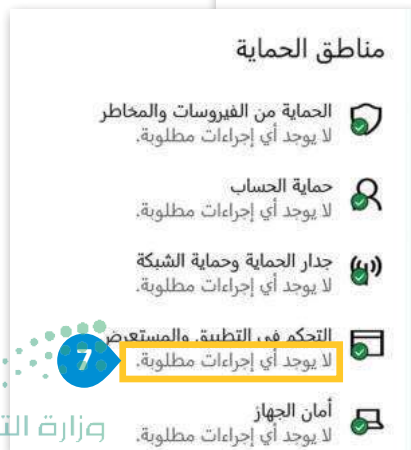 مناطق الحماية
الحماية من الفيروسات والمخاطر
لا يوجد أي إجراءات مطلوبة.
حماية الحساب
لا يوجد أي إجراءات مطلوبة.
جدار الحماية وحماية الشبكة
لا يوجد أي إجراءات مطلوبة.
التحكم في التطبيق والمستعرض
7
لا يوجد أي إجراءات مطلوبة.
أمان الجهاز
لا يوجد أي إجراءات مطلوبة.
وزارة